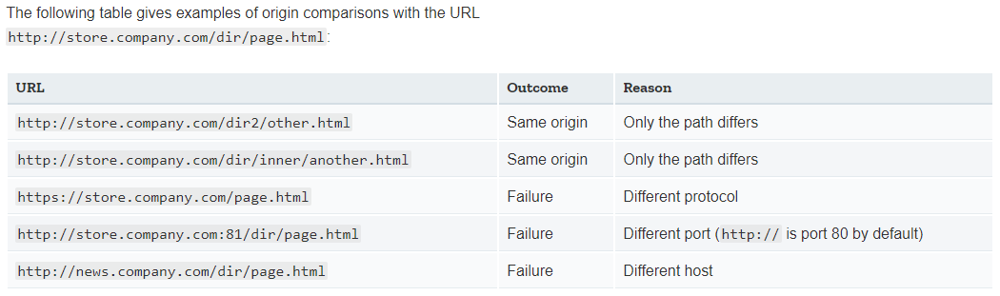 The following table gives examples of origin comparisons with the URL
http://store.company.com/dir/page.html:
URL Outcome Reason
http://store.company.com/dir2/other.html Same origin Only the path differs
http://store.company.com/dir/inner/another.html Same origin Only the path differs
https://store.company.com/page.html Failure Different protocol
http://store.company.com:81/dir/page.html Failure Different port (http:// is port 80 by default)
http://news.company.com/dir/page.html Failure Different host